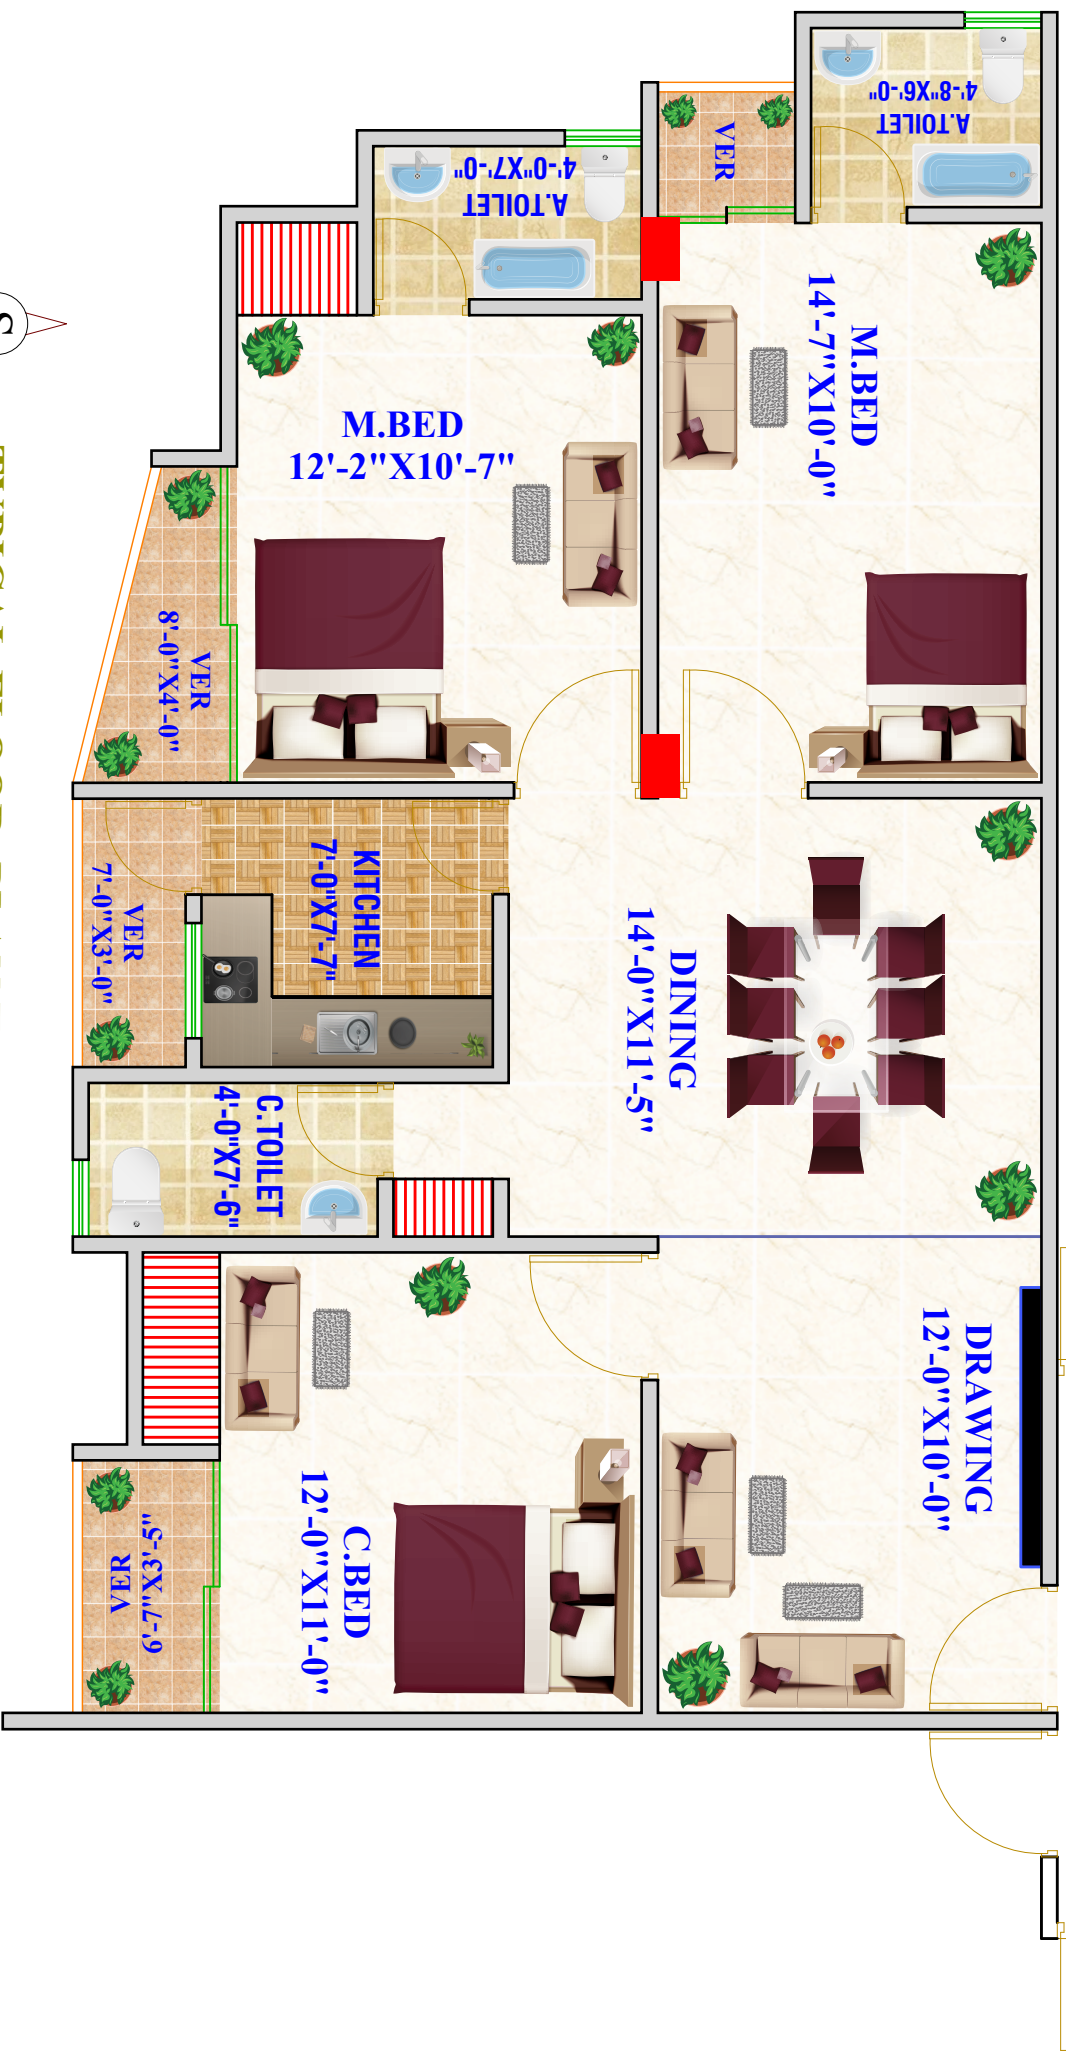 A.TOILET
4'-8"X6'-0"
VER
A.TOILET
4'-0"X7'-0"
M.BED
14'-7"X10'-0"
M.BED
12'-2"X10'-7"
VER
8'-0"X4'-0"
KITCHEN
7'-0"X7'-7"
VER
7'-0"X3'-0"
DINING
14'-0"X11'-5"
C.TOILET
4'-0"X7'-6"
DRAWING
12'-0"X10'-0"
C.BED
12'-0"X11'-0"
VER
6'-7"X3'-5"
S